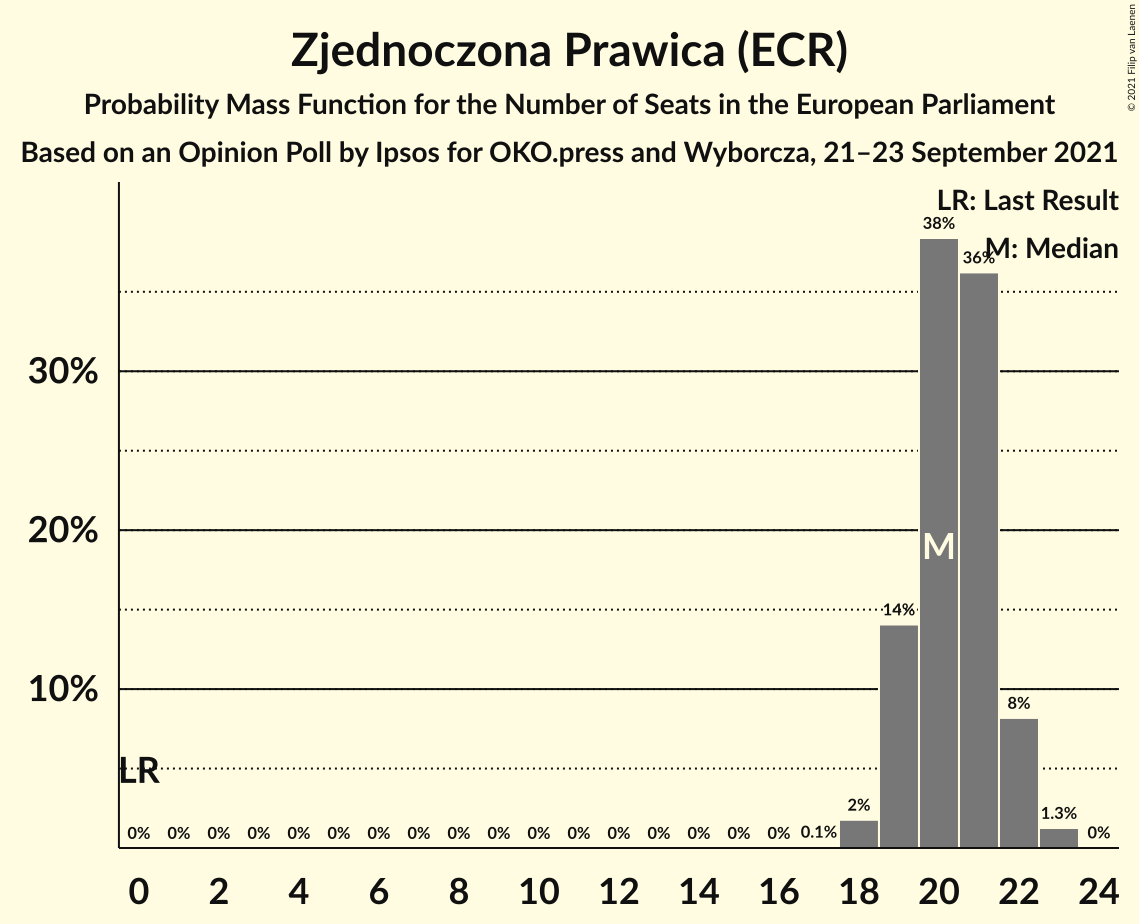 Zjednoczona Prawica (ECR)
Probability Mass Function for the Number of Seats in the European Parliament
Based on an Opinion Poll by Ipsos for OKO.press and Wyborcza, 21–23 September 2021
© 2021 Filip van Laenen
LR: Last Result
M: Median
38%
36%
30%
20%
M
14%
10%
8%
LR
2%
1.3%
0% 0% 0% 0% 0% 0% 0% 0% 0% 0% 0% 0% 0% 0% 0% 0% 0% 0.1% 0%
0 2 4 6 8 10 12 14 16 18 20 22 24